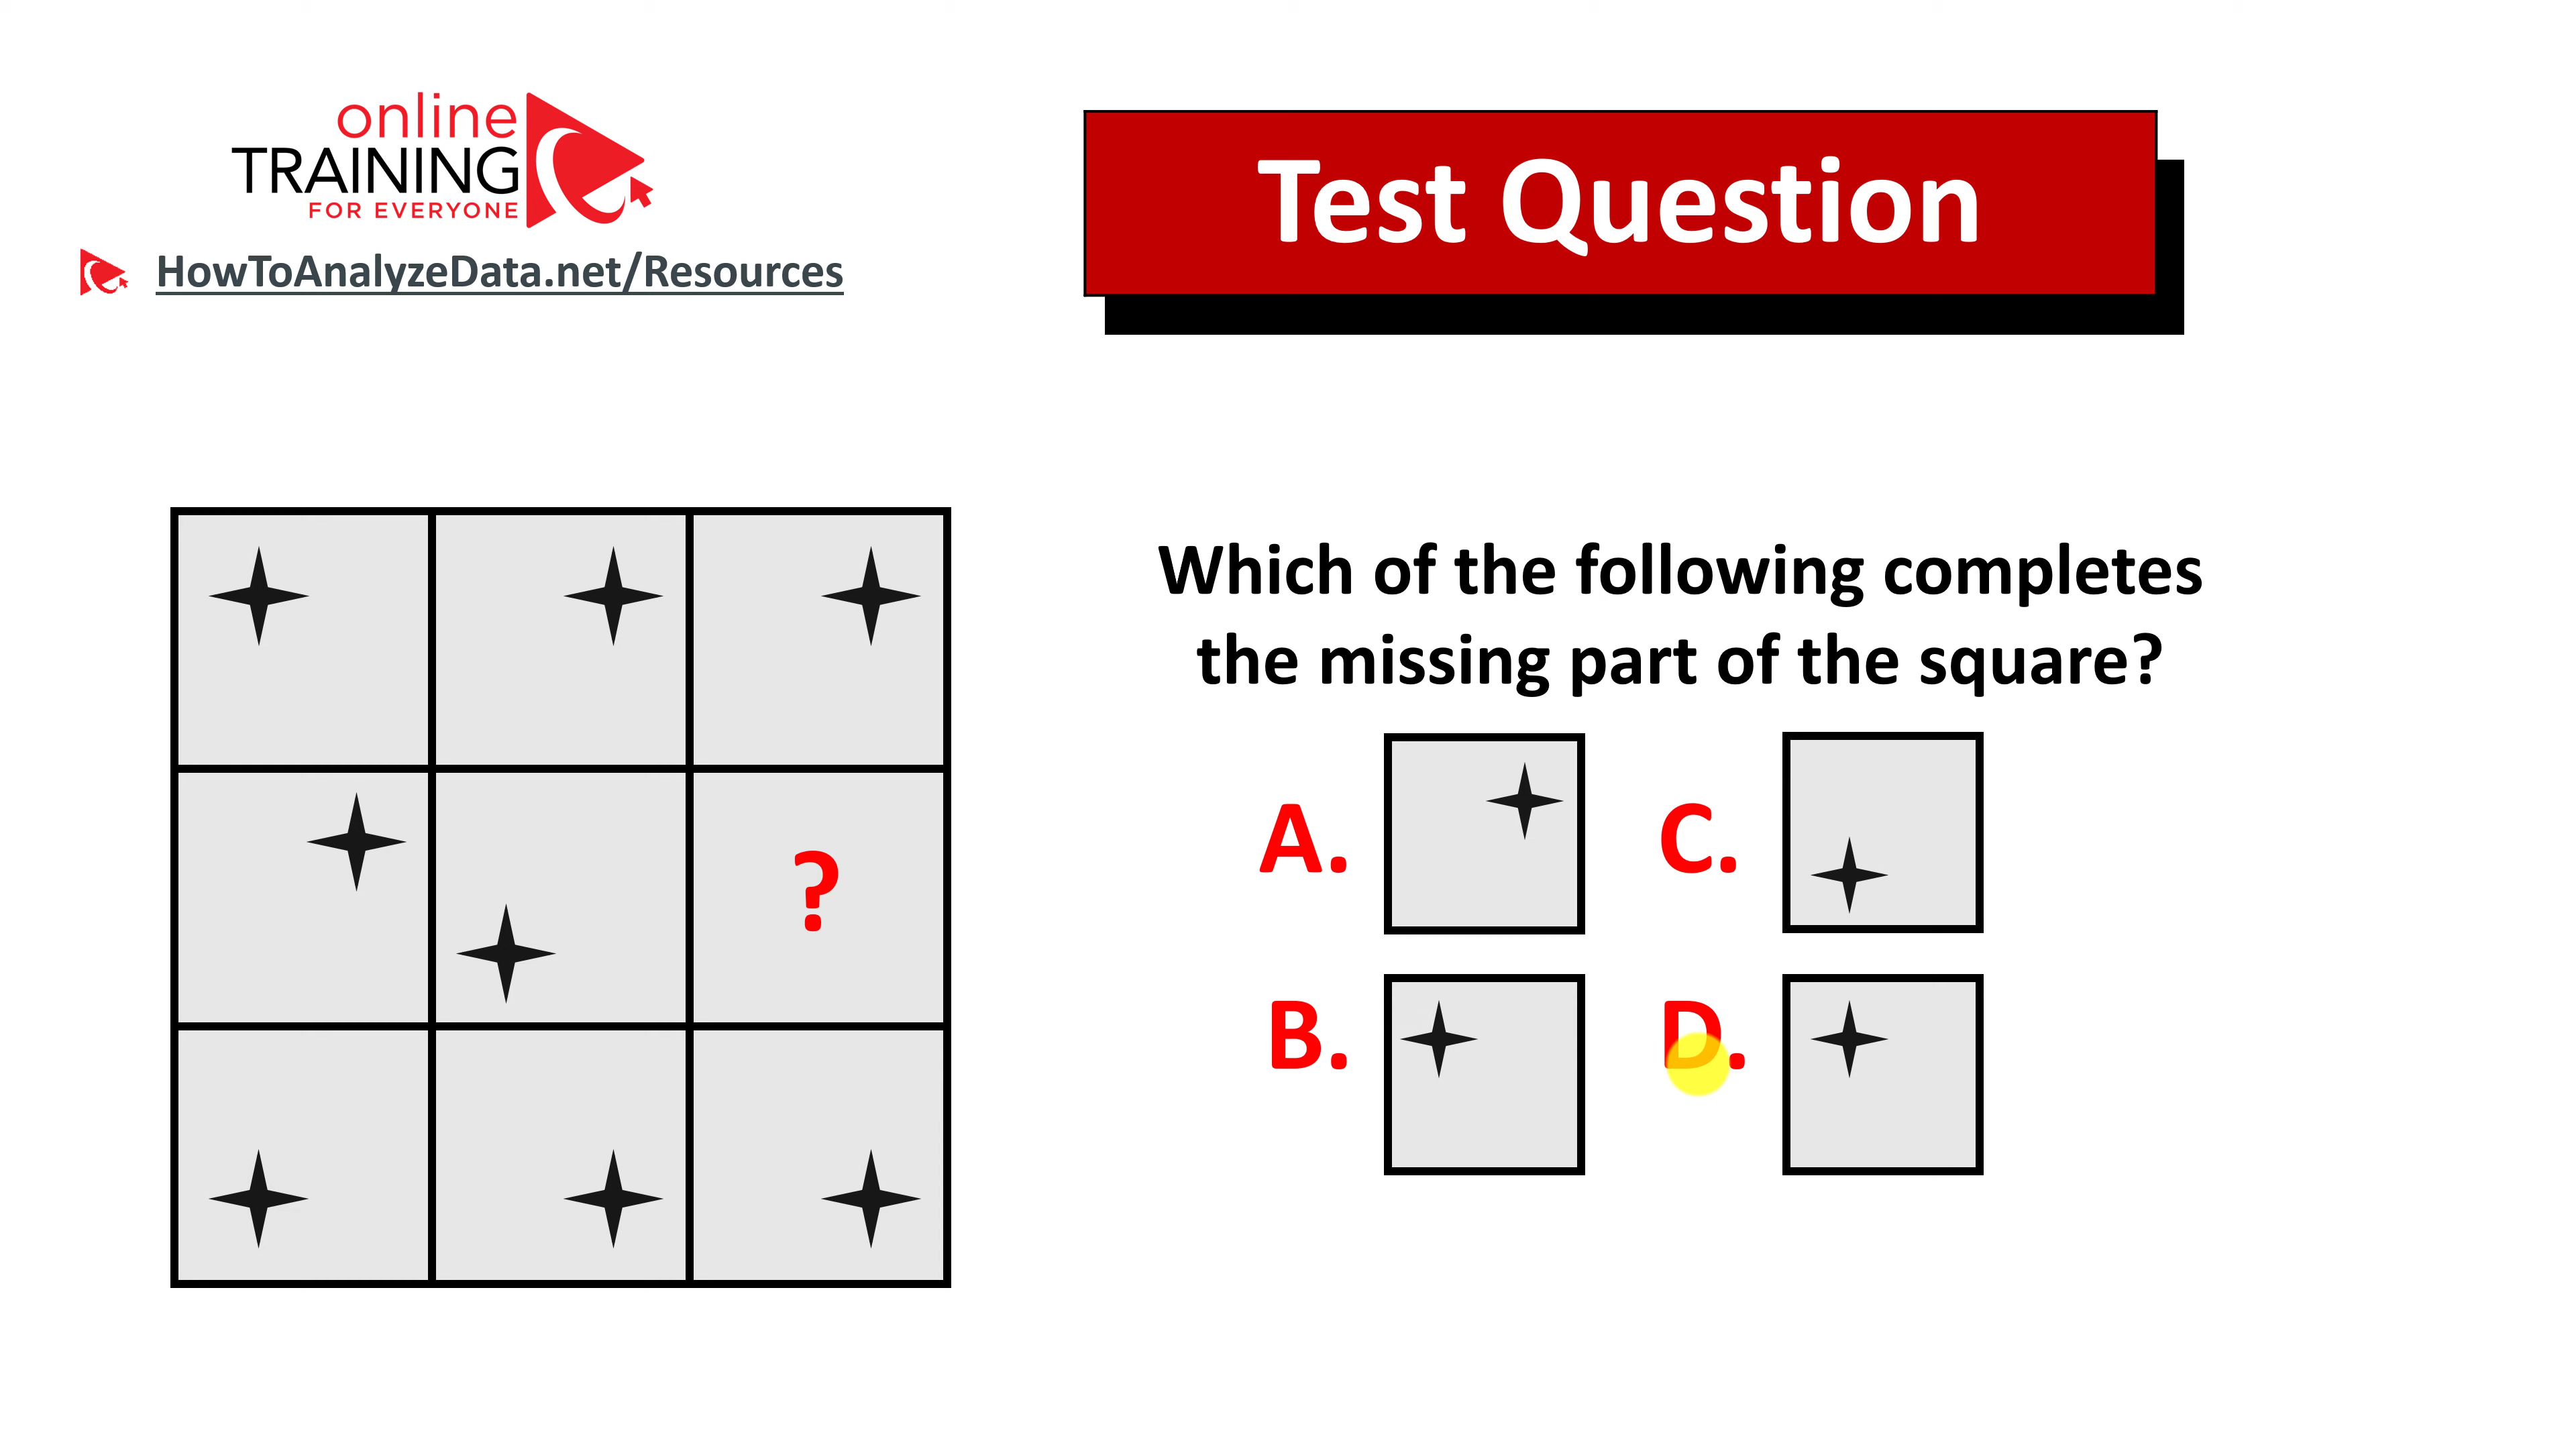 online
TRAINING
FOR EVERYONE
HowToAnalyzeData.net/Resources
Test Question
?
Which of the following completes
the missing part of the square?
A.
C.
B.
D.